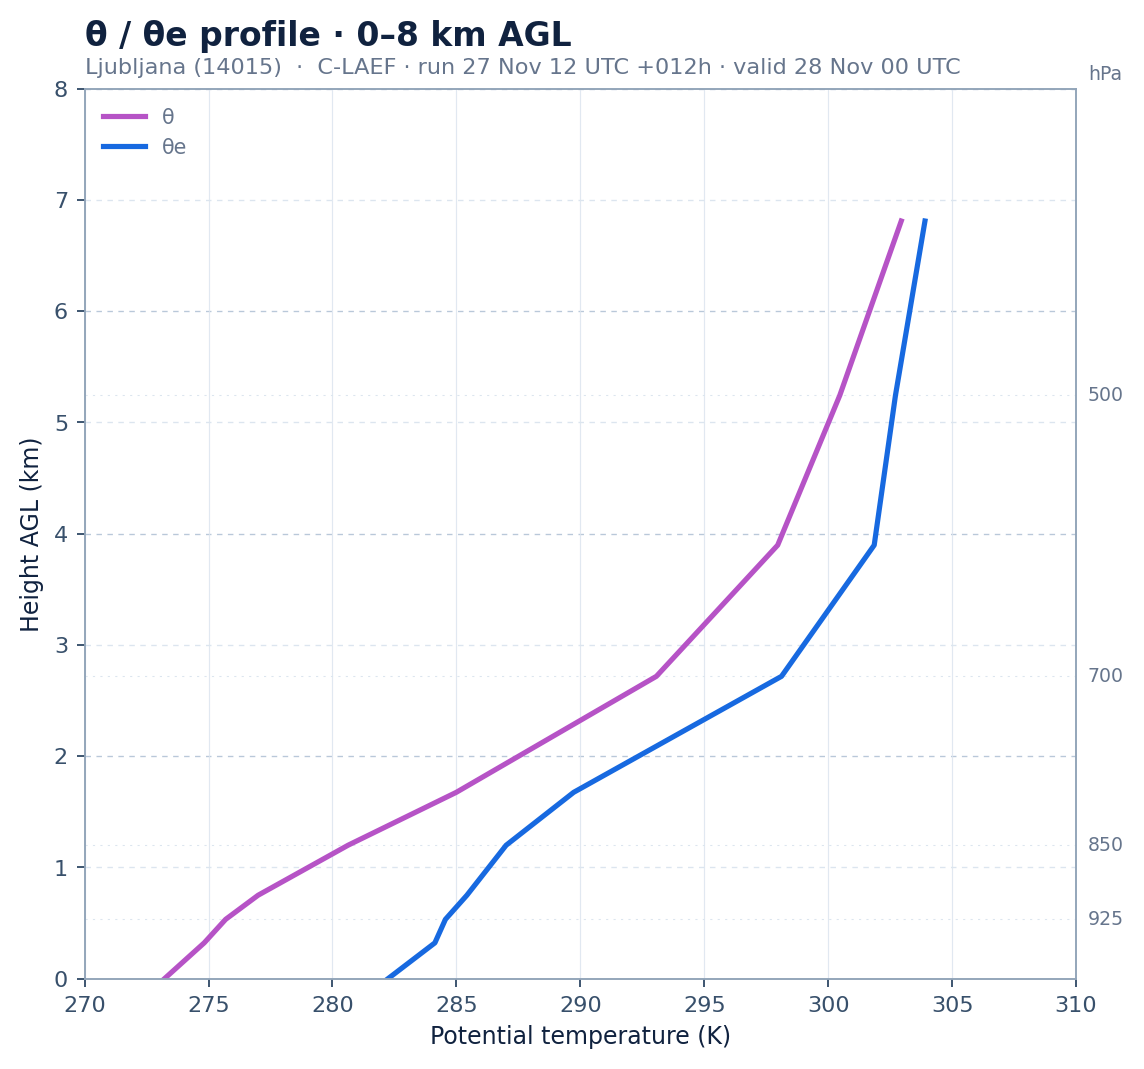 θ / θe profile · 0–8 km AGL
Ljubljana (14015)  ·  C-LAEF · run 27 Nov 12 UTC +012h · valid 28 Nov 00 UTC
hPa
8
θ
θe
7
6
500
5
4
3
700
2
850
1
925
0
270 275 280 285 290 295 300 305 310
Height AGL (km)
Potential temperature (K)